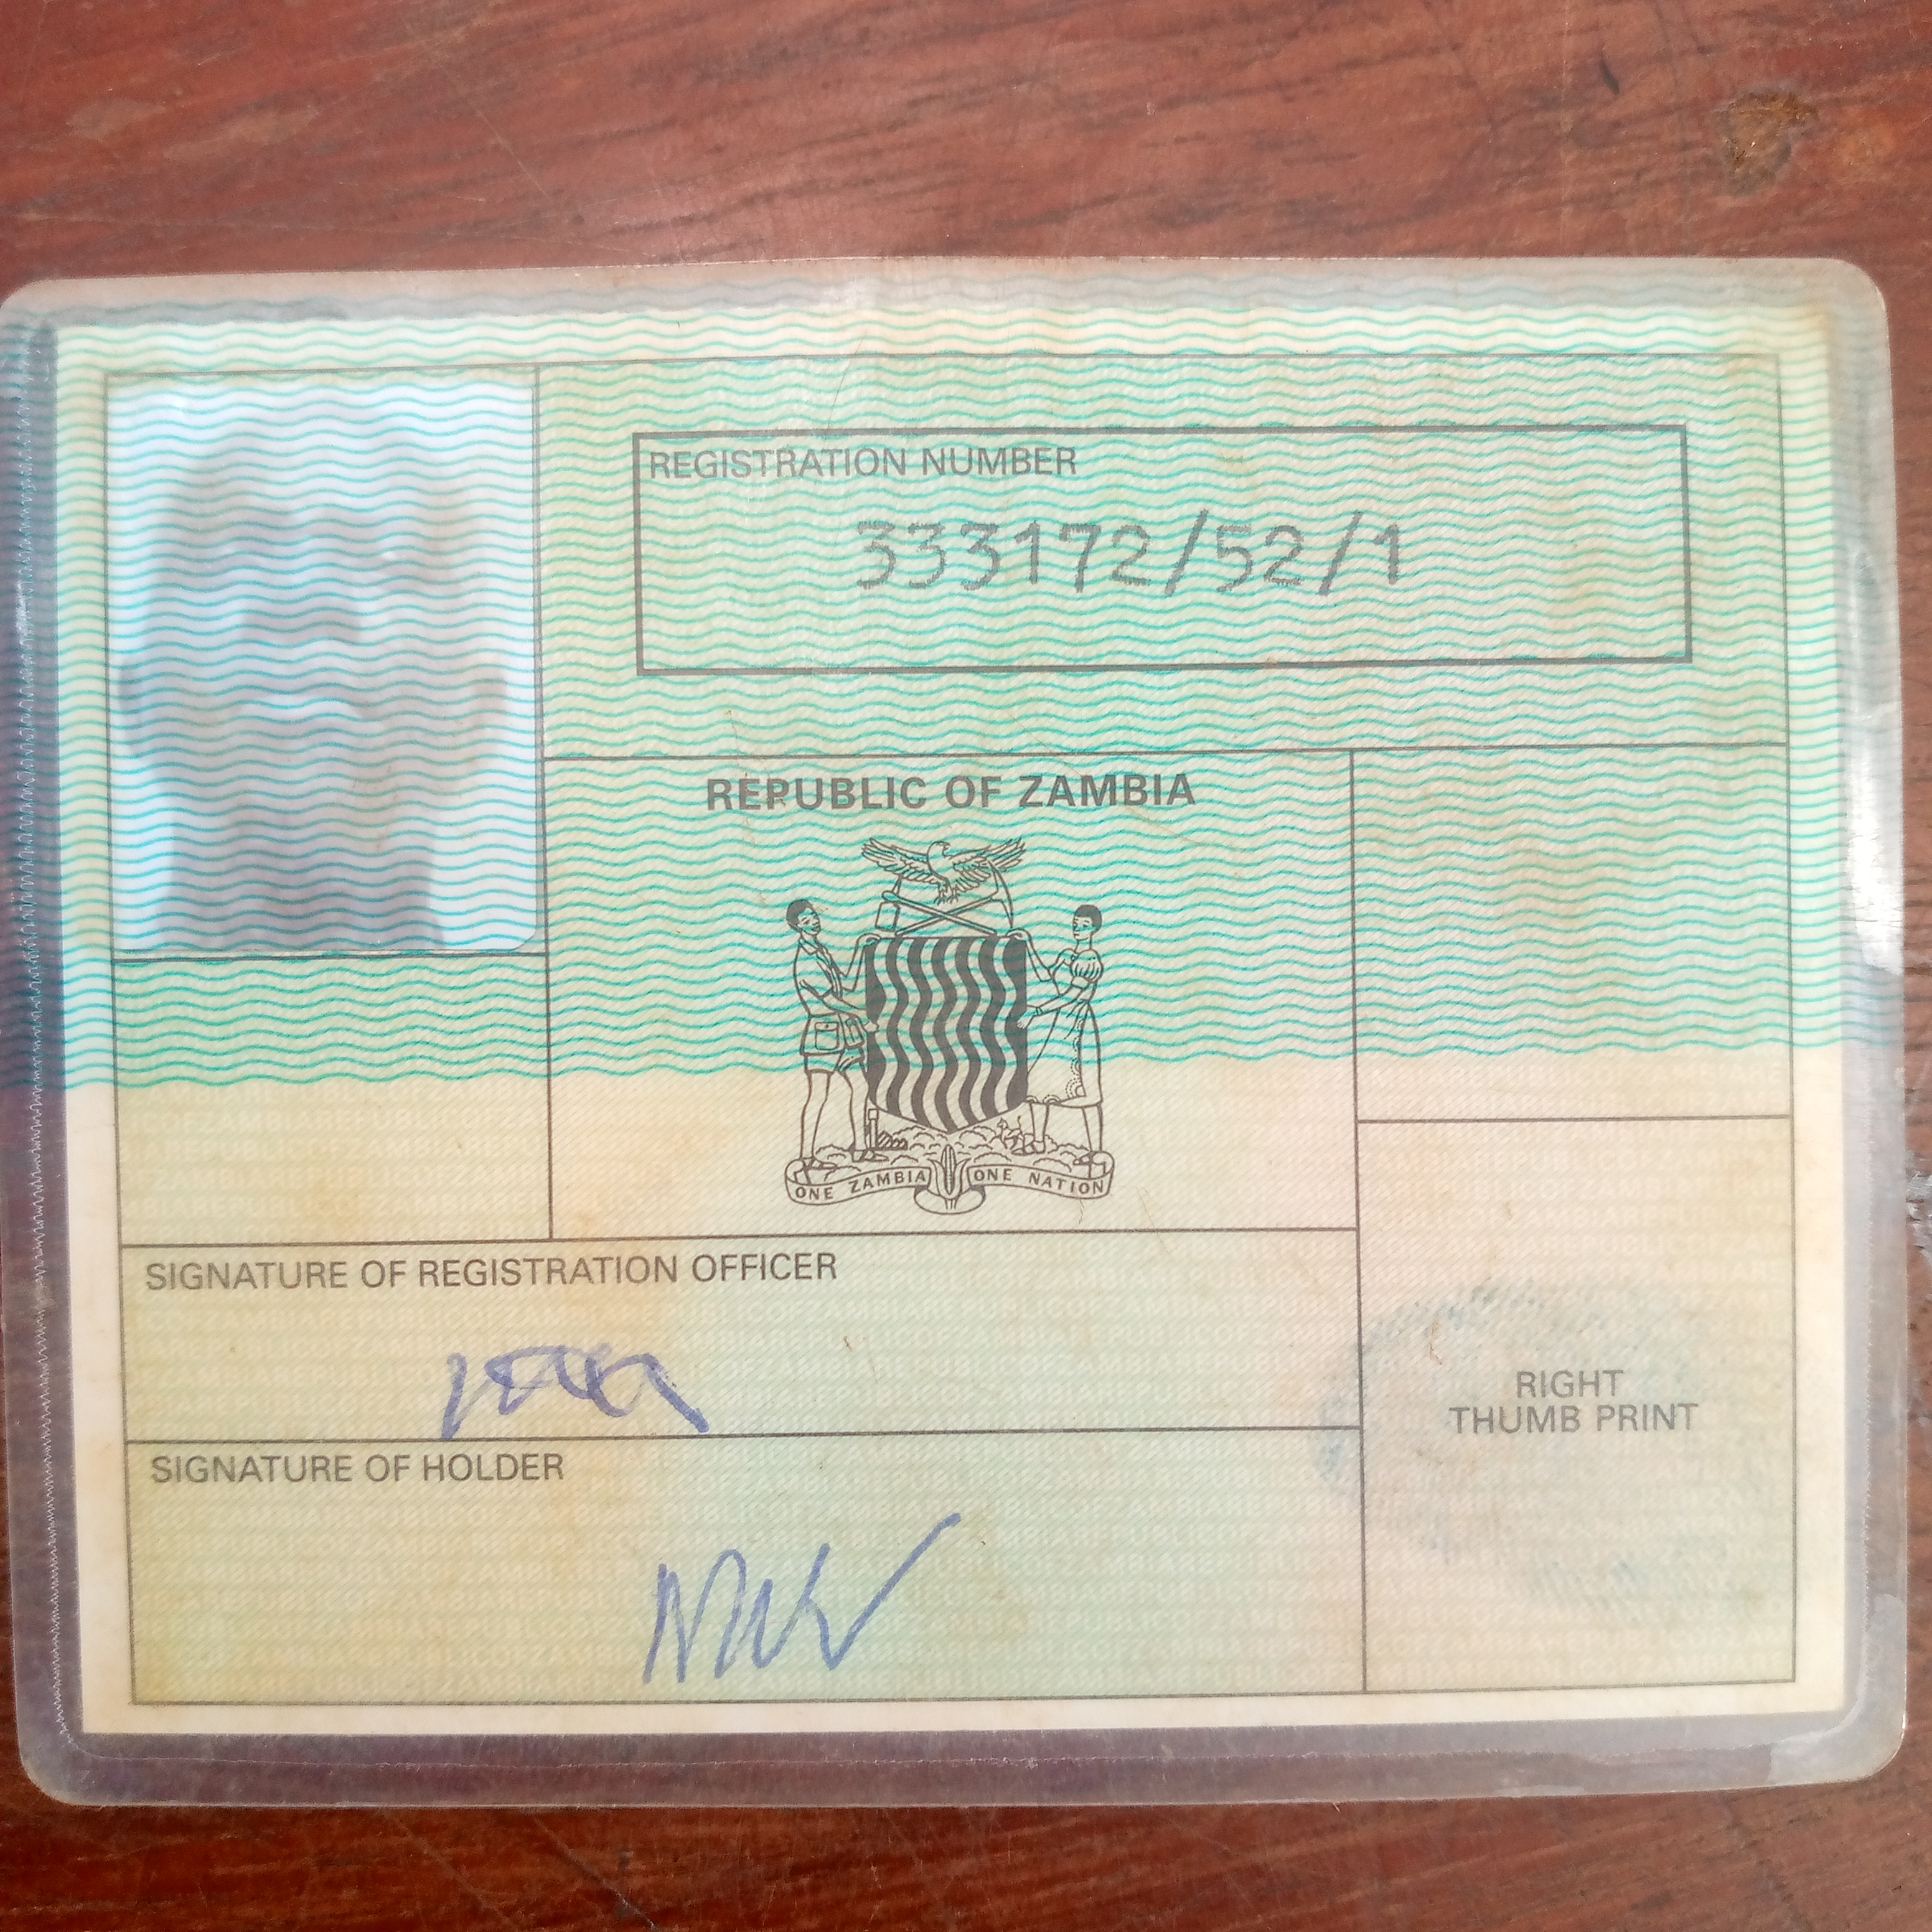 REGISTRATION NUMBER
333172/52/1
REPUBLIC OF ZAMBIA
ONE ZAMBIA ONE NATION
SIGNATURE OF REGISTRATION OFFICER
SIGNATURE OF HOLDER
RIGHT
THUMB PRINT